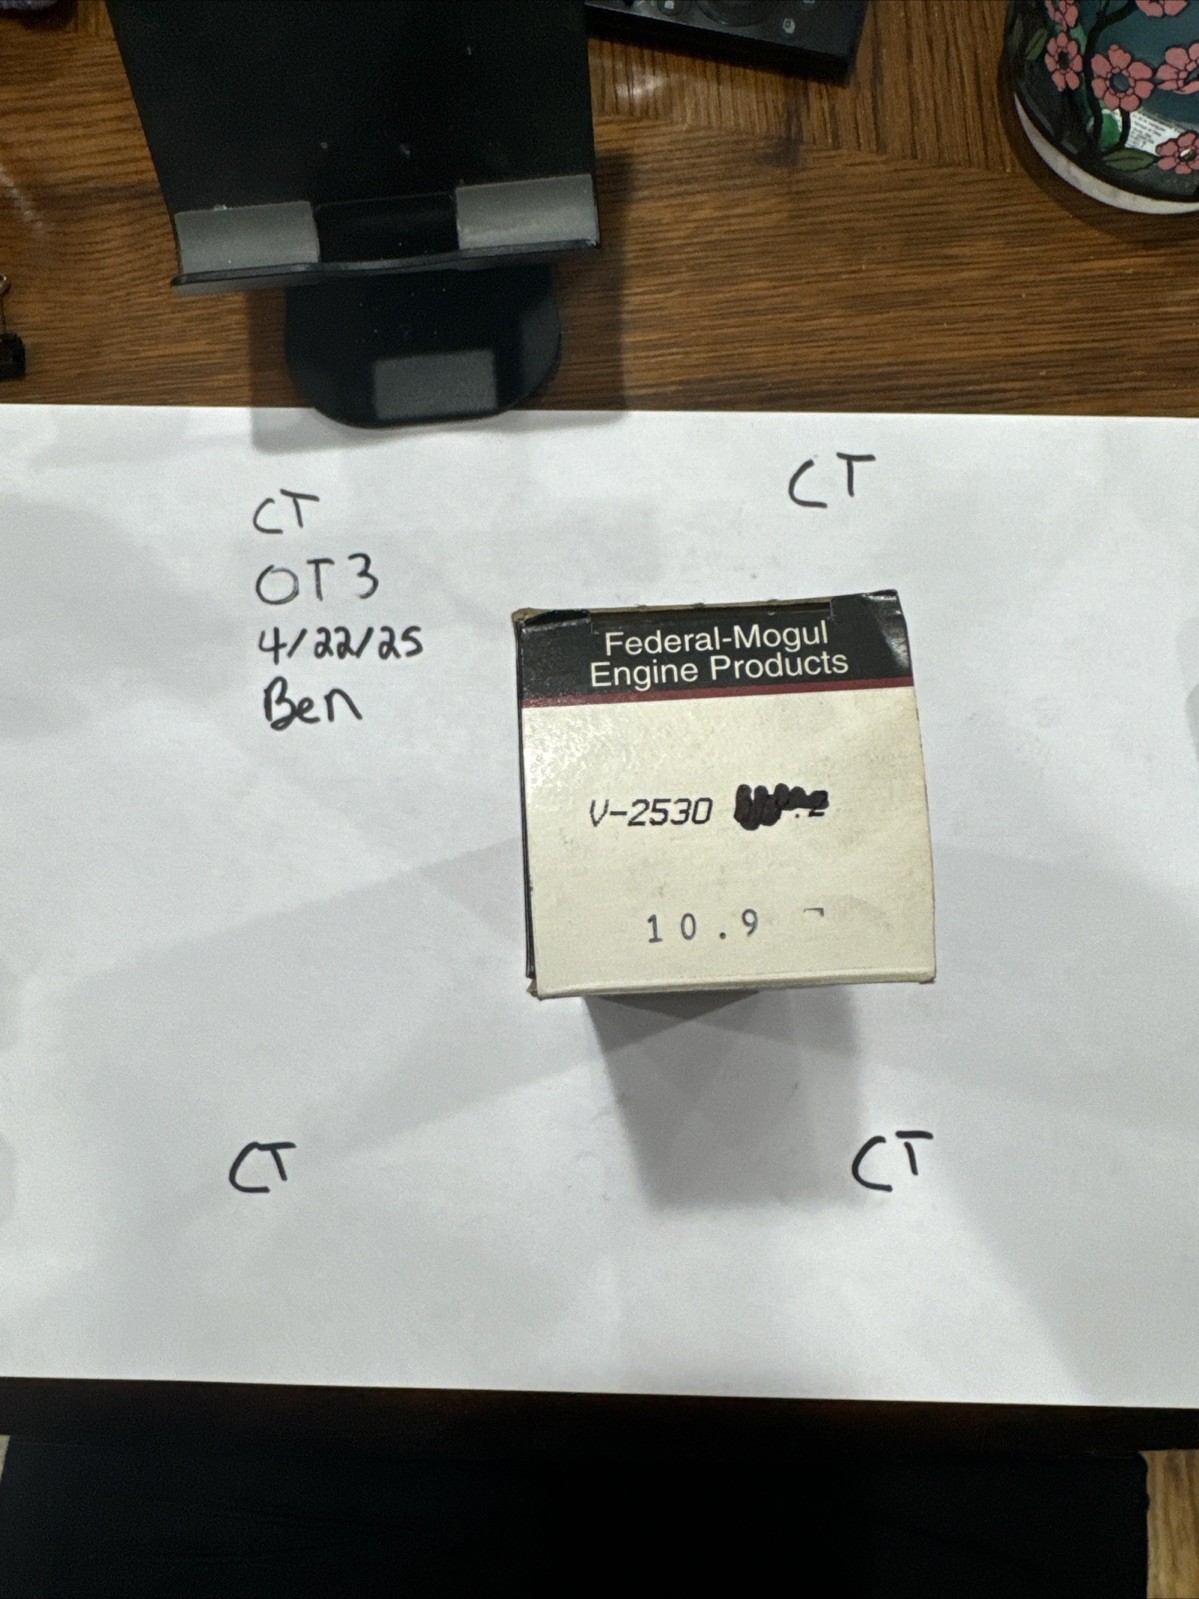 CT
CT
OT3
4/22/25
Ben
Federal-Mogul
Engine Products
V-2530
10.9
CT
CT